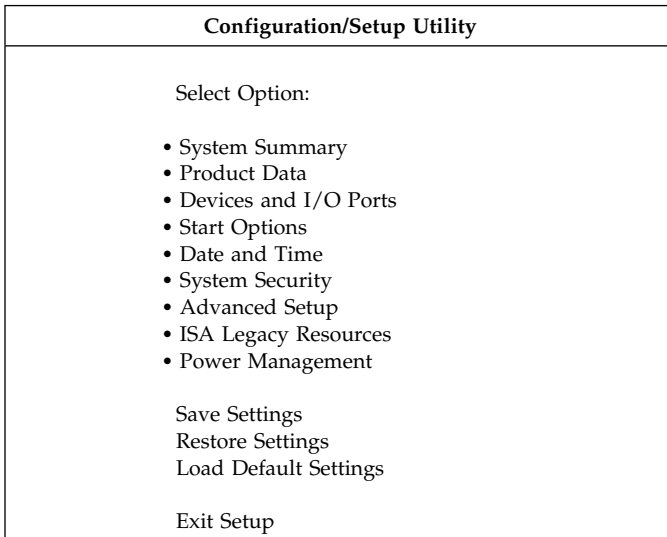 Configuration/Setup Utility
Select Option:
• System Summary
• Product Data
• Devices and I/O Ports
• Start Options
• Date and Time
• System Security
• Advanced Setup
• ISA Legacy Resources
• Power Management
Save Settings
Restore Settings
Load Default Settings
Exit Setup